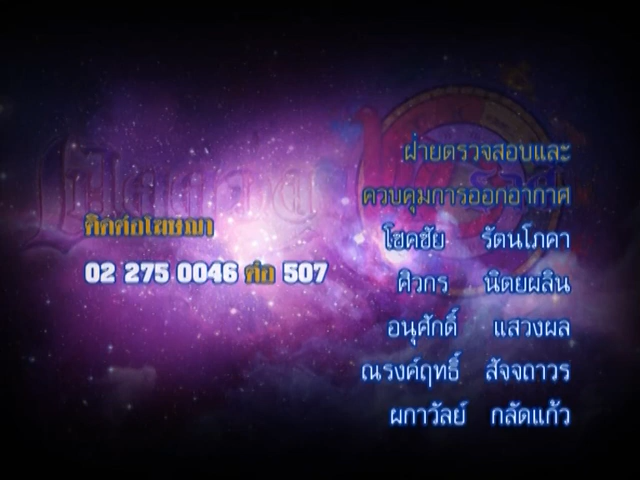 ติดต่อโฆษณา
02 275 0046 ต่อ 507
ฝ่ายตรวจสอบและ
ควบคุมการออกอากาศ
โชคชัย รัตนโภคา
ศิวกร นิตยผลิน
อนุศักดิ์ แสวงผล
ณรงค์ฤทธิ์ สัจจถาวร
ผกาวัลย์ กลัดแก้ว